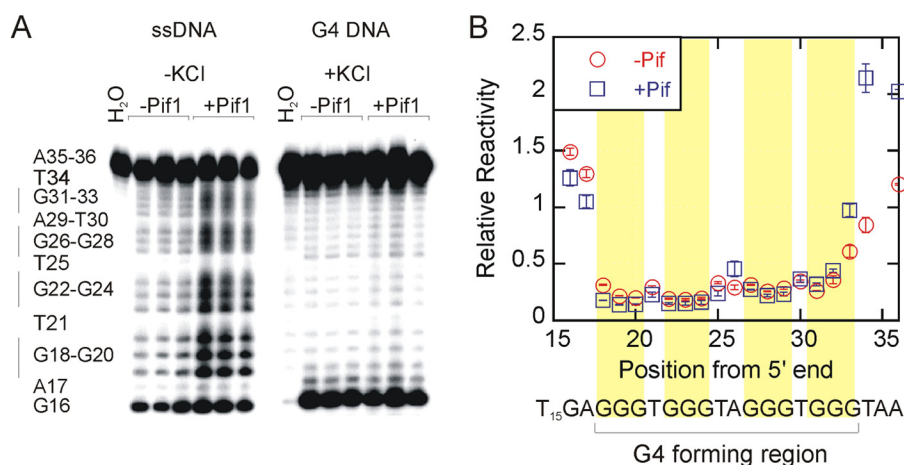 A
ssDNA
G4 DNA
-KCl
+KCl
H2O
-Pif1
+Pif1
H2O
-Pif1
+Pif1
A35-36
T34
G31-33
A29-T30
G26-G28
T25
G22-G24
T21
G18-G20
A17
G16
B
-Pif
+Pif
Relative Reactivity
2.5
2
1.5
1
0.5
0
15
20
25
30
35
Position from 5' end
T15GAGGGTGGGTAGGGTGGGTAA
G4 forming region